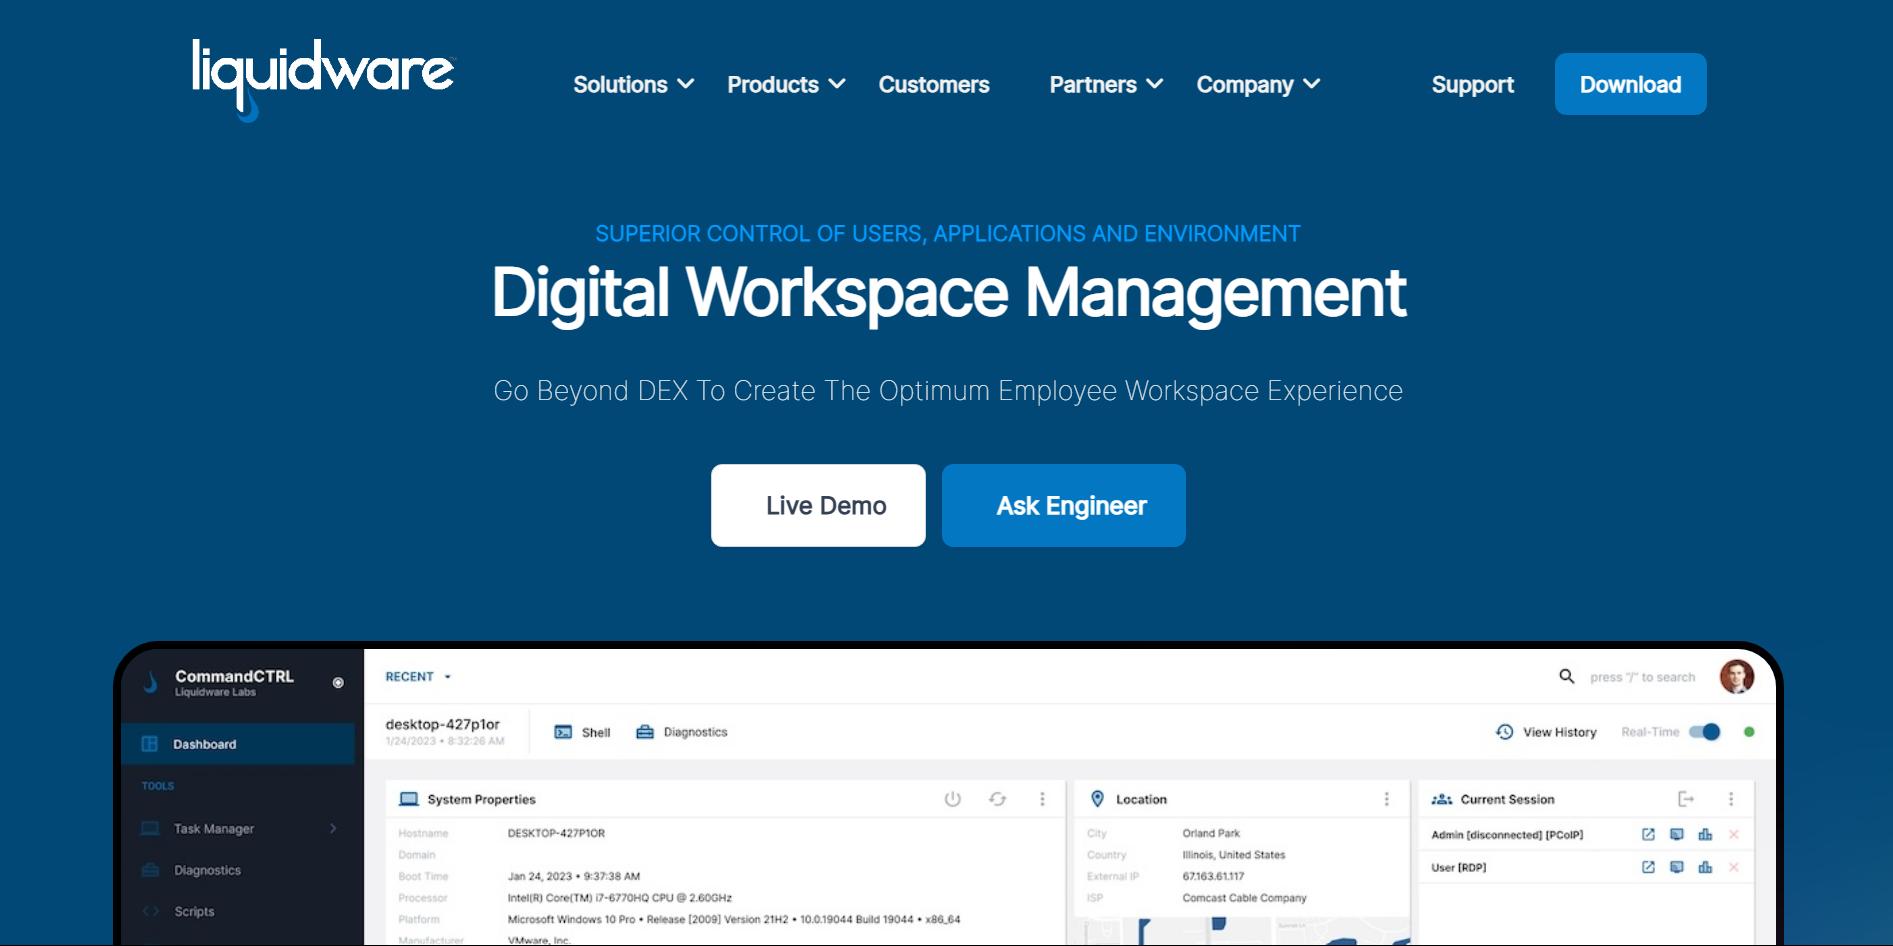 liquidware
Solutions Products Customers Partners Company Support Download
SUPERIOR CONTROL OF USERS, APPLICATIONS AND ENVIRONMENT
Digital Workspace Management
Go Beyond DEX To Create The Optimum Employee Workspace Experience
Live Demo Ask Engineer
CommandCTRL
Liquidware Labs
RECENT
press "/" to search
desktop-427p1or
1/24/2023 • 8:32:26 AM
Shell Diagnostics View History Real-Time
Dashboard
TOOLS
Task Manager
Diagnostics
Scripts
System Properties
Hostname DESKTOP-427P1OR
Domain
Boot Time Jan 24, 2023 • 9:37:38 AM
Processor Intel(R) Core(TM) i7-6770HQ CPU @ 2.60GHz
Platform Microsoft Windows 10 Pro • Release [2009] Version 21H2 • 10.0.19044 Build 19044 • x86_64
Manufacturer VMware, Inc.
Location
City Orland Park
Country Illinois, United States
External IP 67.163.61.117
ISP Comcast Cable Company
Current Session
Admin [disconnected] [PCoIP]
User [RDP]